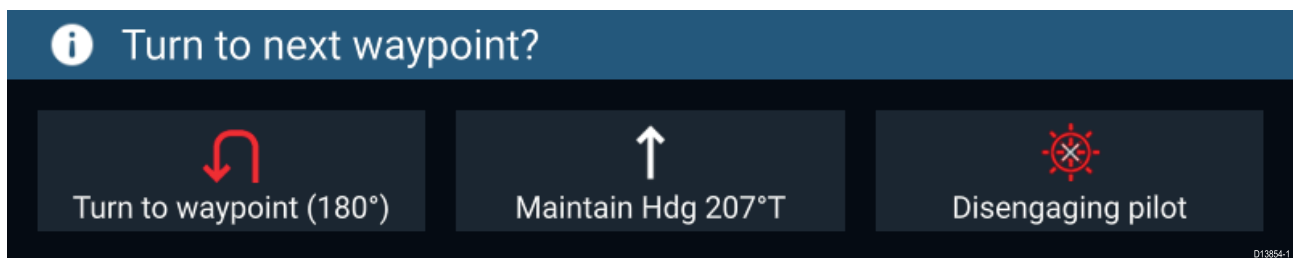 Turn to next waypoint?
Turn to waypoint (180°)
Maintain Hdg 207°T
Disengaging pilot
D13854-1